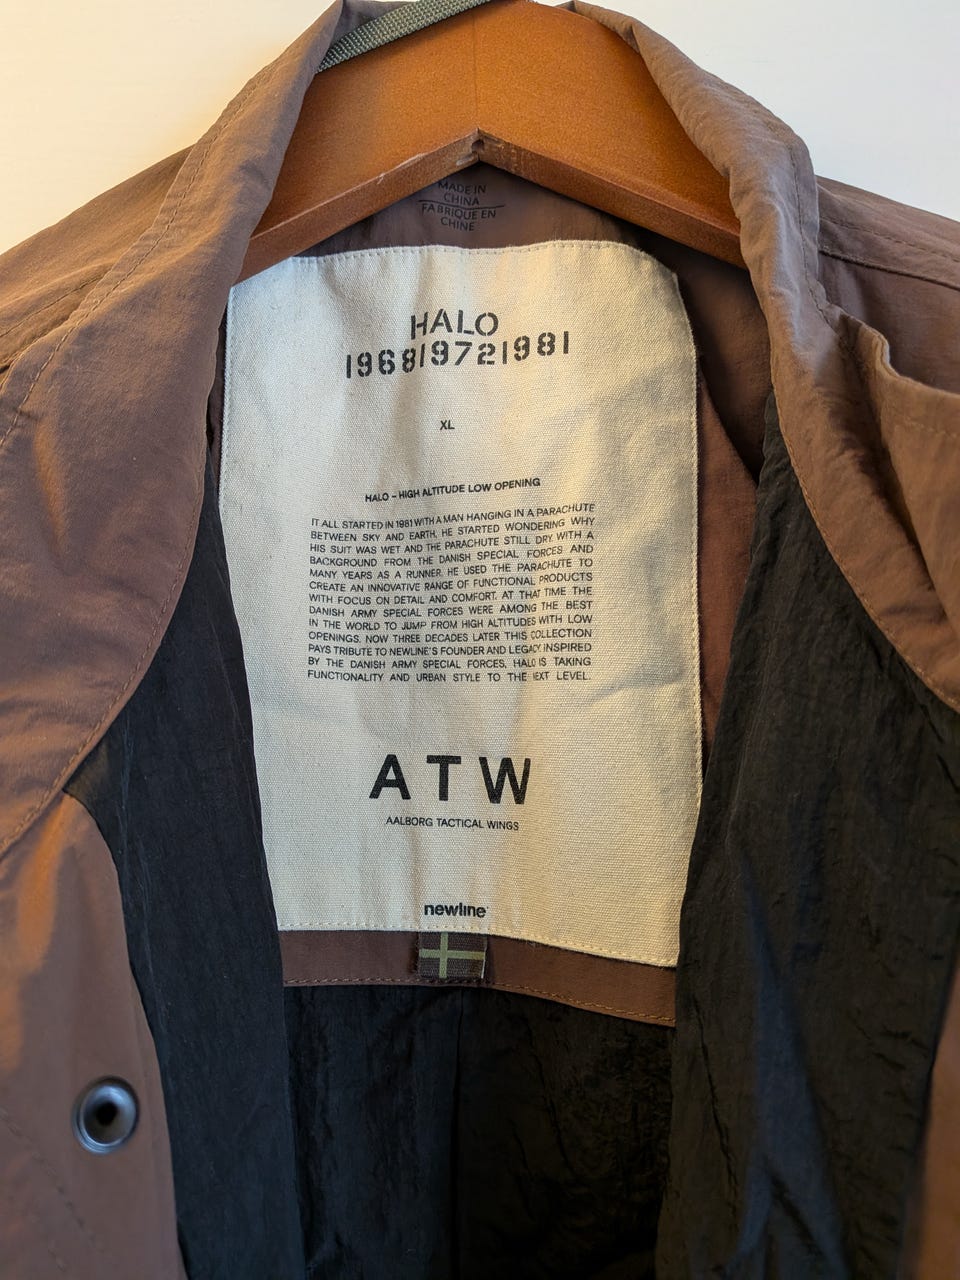 MADE IN
CHINA
FABRIQUE EN
CHINE
HALO
196819721981
XL
HALO – HIGH ALTITUDE LOW OPENING
IT ALL STARTED IN 1981 WITH A MAN HANGING IN A PARACHUTE
BETWEEN SKY AND EARTH. HE STARTED WONDERING WHY
HIS SUIT WAS WET AND THE PARACHUTE STILL DRY. WITH A
BACKGROUND FROM THE DANISH SPECIAL FORCES AND
MANY YEARS AS A RUNNER, HE USED THE PARACHUTE TO
CREATE AN INNOVATIVE RANGE OF FUNCTIONAL PRODUCTS
WITH FOCUS ON DETAIL AND COMFORT. AT THAT TIME THE
DANISH ARMY SPECIAL FORCES WERE AMONG THE BEST
IN THE WORLD TO JUMP FROM HIGH ALTITUDES WITH LOW
OPENINGS. NOW THREE DECADES LATER THIS COLLECTION
PAYS TRIBUTE TO NEWLINE'S FOUNDER AND LEGACY. INSPIRED
BY THE DANISH ARMY SPECIAL FORCES, HALO IS TAKING
FUNCTIONALITY AND URBAN STYLE TO THE NEXT LEVEL.
ATW
AALBORG TACTICAL WINGS
newline